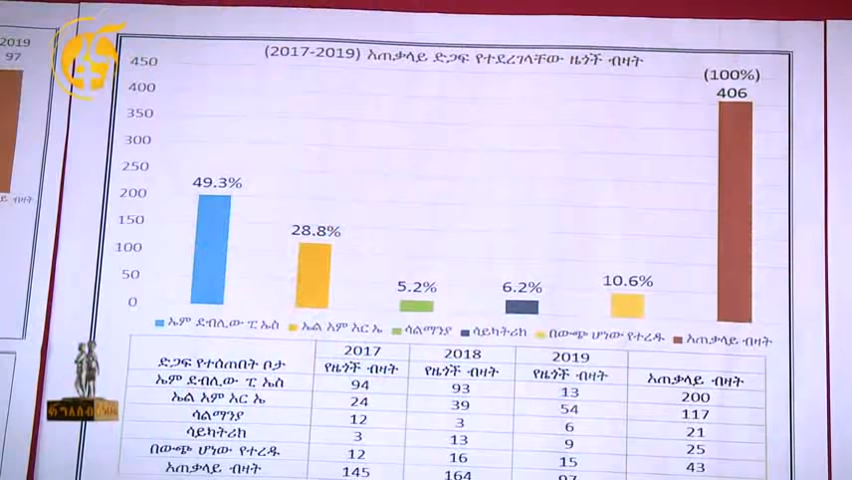 2019
97
(2017-2019) አጠቃላይ ድጋፍ የተደረገላቸው ዜጎች ብዛት
450
400
350
300
250
200
150
100
50
0
49.3%
28.8%
5.2%
6.2%
10.6%
(100%)
406
ብዛት
ኤም ደብሊው ፒ ኤስ ኤል ኤም አር ኤ ሳልማንያ ሳይካትሪክ በውጭ ሆነው የተረዱ አጠቃላይ ብዛት
ድጋፍ የተሰጠበት ቦታ 2017 2018 2019
የዜጎች ብዛት የዜጎች ብዛት የዜጎች ብዛት አጠቃላይ ብዛት
ኤም ደብሊው ፒ ኤስ 94 93 13 200
ኤል ኤም አር ኤ 24 39 54 117
ሳልማንያ 12 3 6 21
ሳይካትሪክ 3 13 9 25
በውጭ ሆነው የተረዱ 12 16 15 43
አጠቃላይ ብዛት 145 164 97